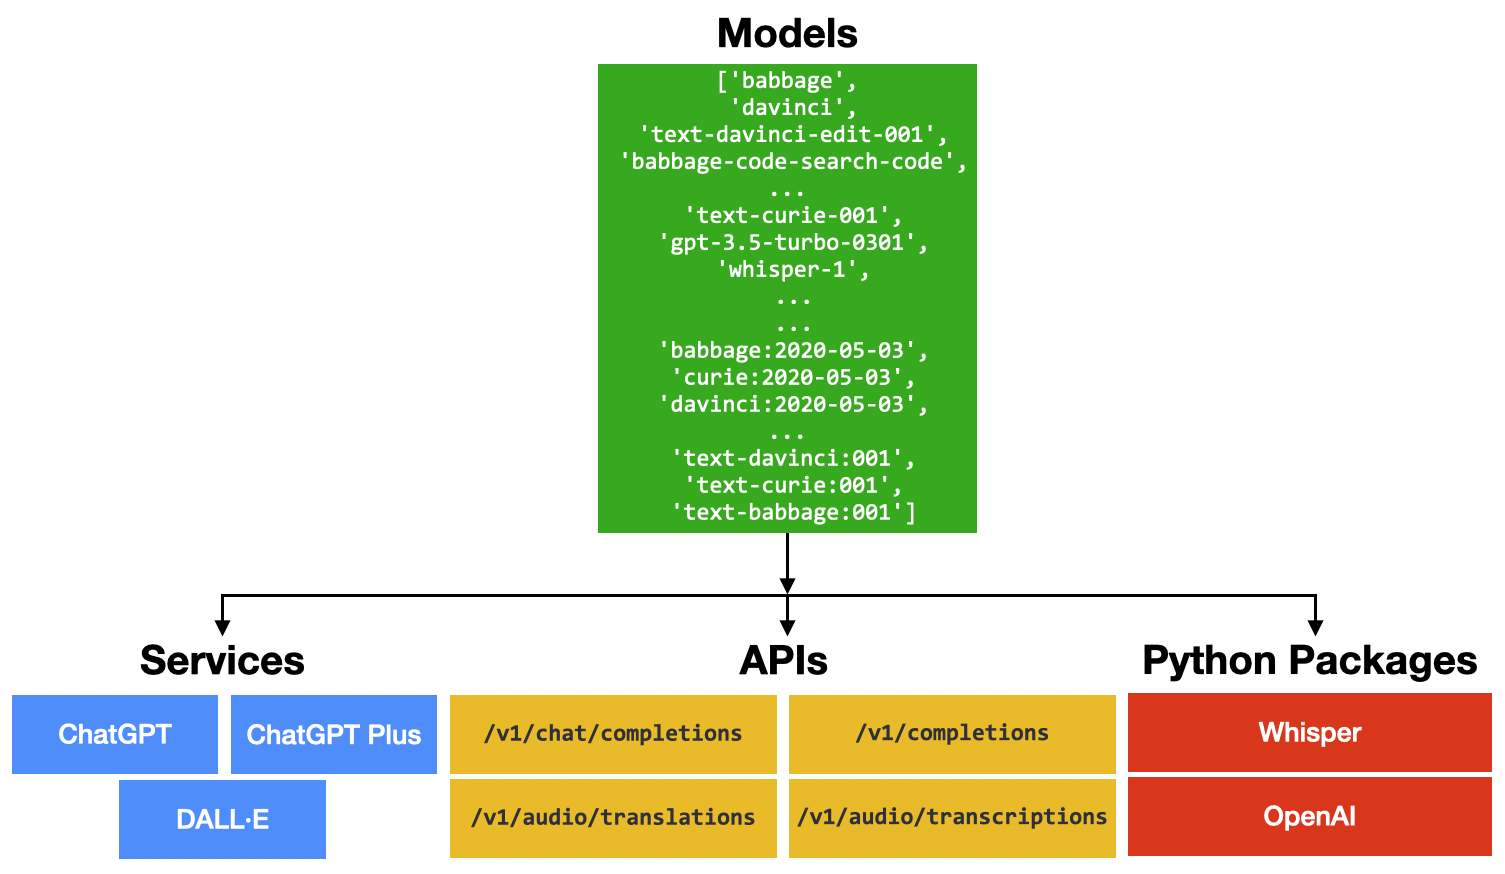 Models
['babbage',
'davinci',
'text-davinci-edit-001',
'babbage-code-search-code',
...
'text-curie-001',
'gpt-3.5-turbo-0301',
'whisper-1',
...
...
'babbage:2020-05-03',
'curie:2020-05-03',
'davinci:2020-05-03',
...
'text-davinci:001',
'text-curie:001',
'text-babbage:001']
Services
ChatGPT
ChatGPT Plus
DALL·E
APIs
/v1/chat/completions
/v1/completions
/v1/audio/translations
/v1/audio/transcriptions
Python Packages
Whisper
OpenAI